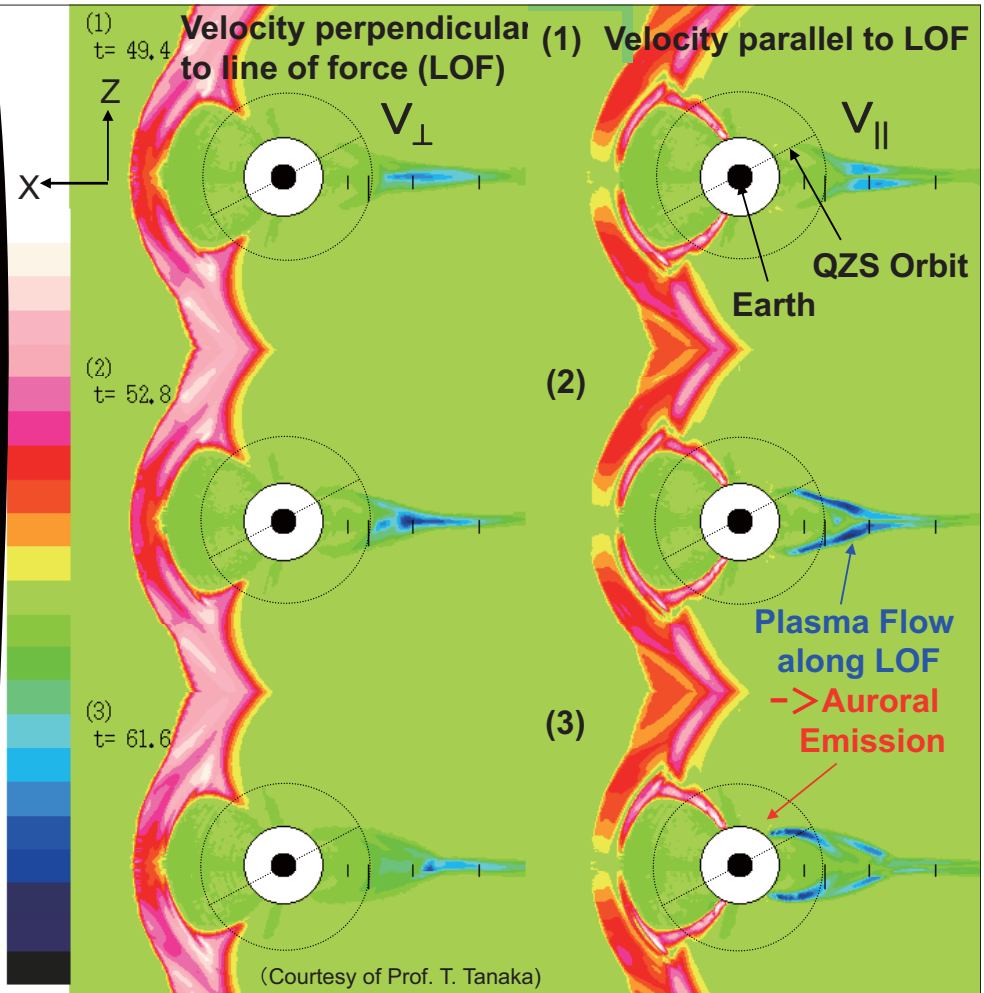 (1)
t= 49.4
Velocity perpendicular
to line of force (LOF)
V⊥
Z
X
(1) Velocity parallel to LOF
V||
QZS Orbit
Earth
(2)
t= 52.8
(2)
Plasma Flow
along LOF
－＞Auroral
Emission
(3)
t= 61.6
(3)
（Courtesy of Prof. T. Tanaka)